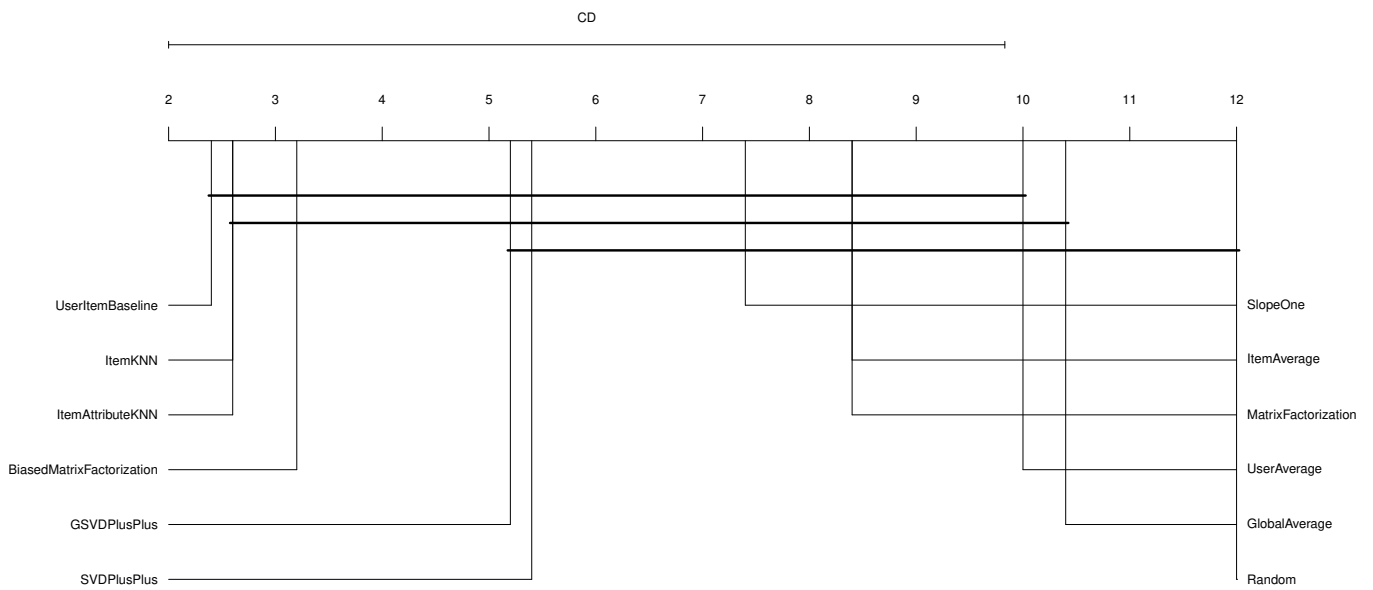 CD
2 3 4 5 6 7 8 9 10 11 12
UserItemBaseline
ItemKNN
ItemAttributeKNN
BiasedMatrixFactorization
GSVDPlusPlus
SVDPlusPlus
SlopeOne
ItemAverage
MatrixFactorization
UserAverage
GlobalAverage
Random